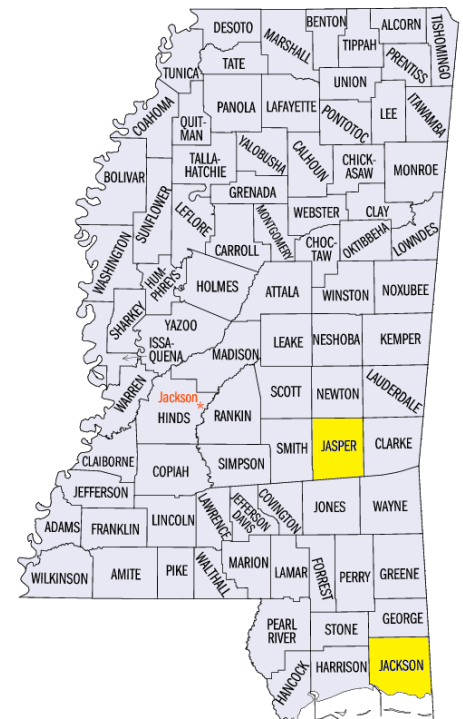 DESOTO
BENTON
ALCORN
TISHOMINGO
MARSHALL
TIPPAH
PRENTISS
TATE
TUNICA
UNION
ITAWAMBA
COAHOMA
PANOLA
LAFAYETTE
PONTOTOC
LEE
QUIT-
MAN
YALOBUSHA
CALHOUN
CHICK-
ASAW
MONROE
TALLA-
HATCHIE
BOLIVAR
SUNFLOWER
GRENADA
LEFLORE
MONTGOMERY
WEBSTER
CLAY
OKTIBBEHA
LOWNDES
WASHINGTON
CARROLL
CHOC-
TAW
HUM-
PHREYS
HOLMES
ATTALA
WINSTON
NOXUBEE
SHARKEY
YAZOO
ISSA-
QUENA
MADISON
LEAKE
NESHOBA
KEMPER
WARREN
Jackson
HINDS
RANKIN
SCOTT
NEWTON
LAUDERDALE
SMITH
JASPER
CLARKE
CLAIBORNE
COPIAH
SIMPSON
JEFFERSON
LAWRENCE
JEFFERSON
DAVIS
COVINGTON
JONES
WAYNE
ADAMS
FRANKLIN
LINCOLN
WILKINSON
AMITE
PIKE
WALTHALL
MARION
LAMAR
FORREST
PERRY
GREENE
PEARL
RIVER
STONE
GEORGE
HANCOCK
HARRISON
JACKSON